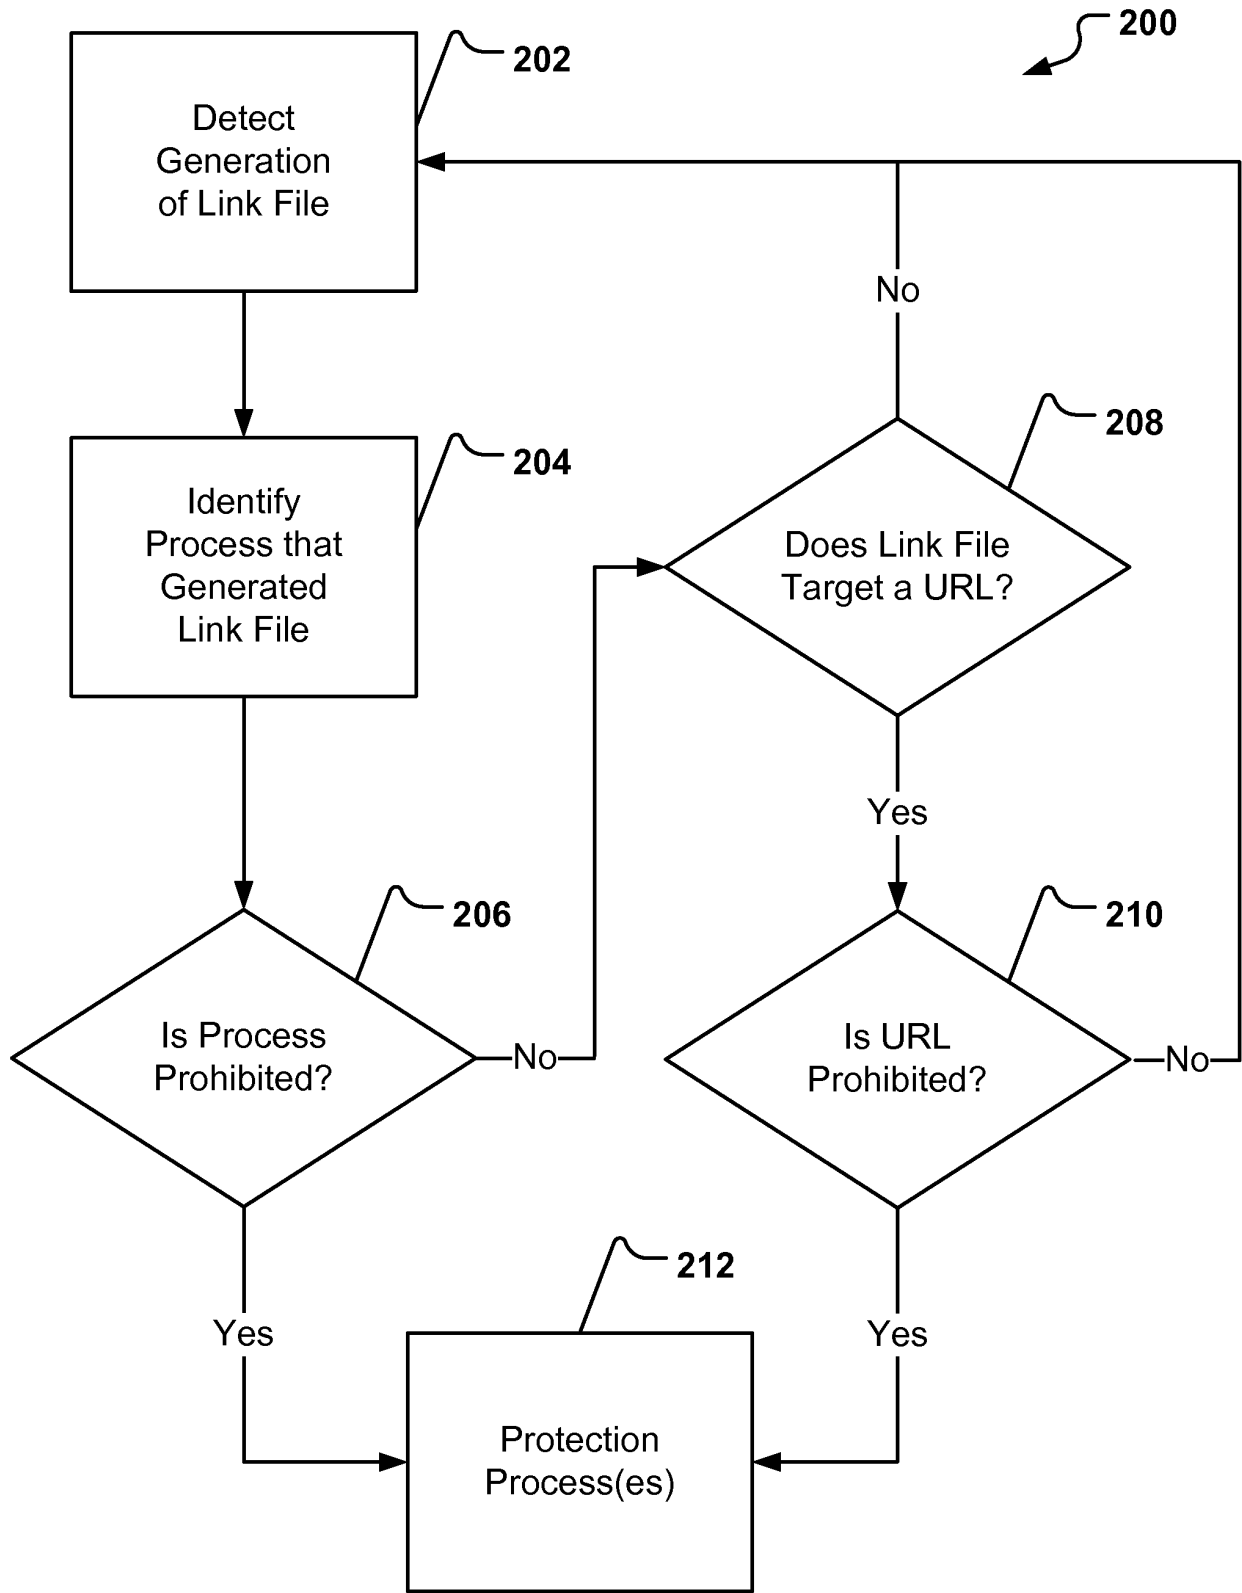 200
202
Detect
Generation
of Link File
No
208
204
Identify
Process that
Generated
Link File
Does Link File
Target a URL?
Yes
206
210
Is Process
Prohibited?
No
Is URL
Prohibited?
No
212
Yes
Yes
Protection
Process(es)